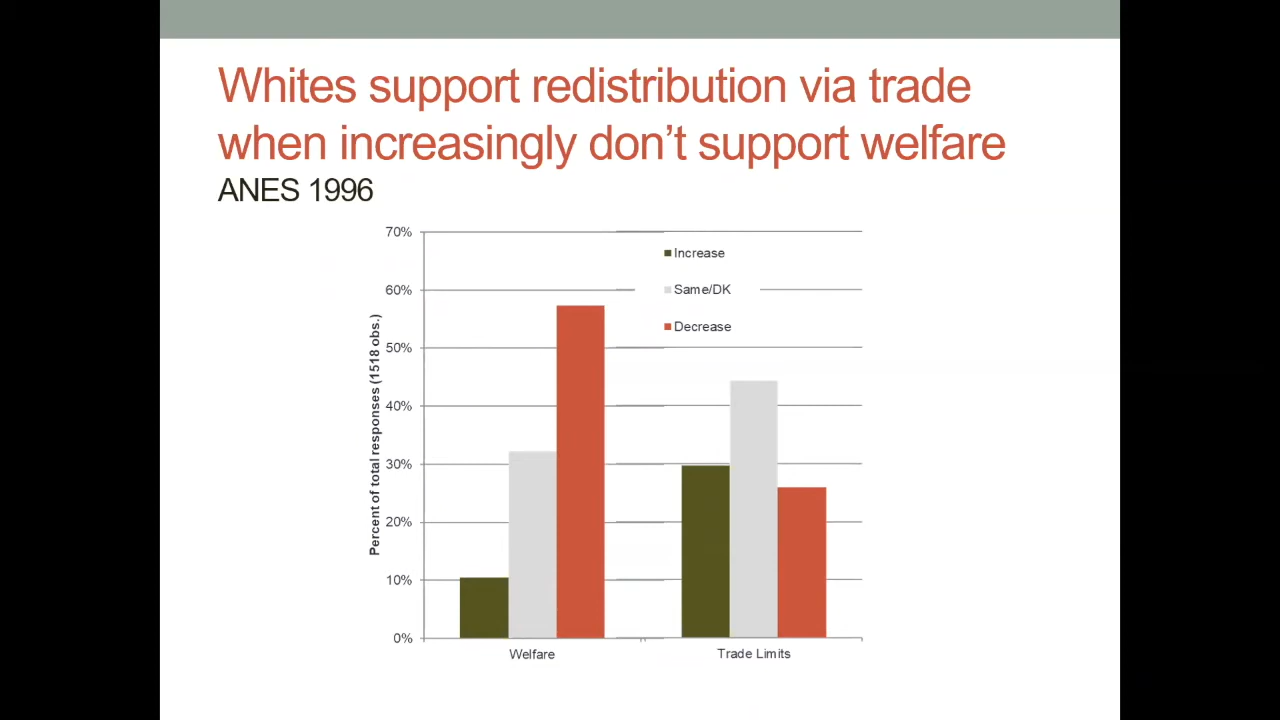 Whites support redistribution via trade
when increasingly don't support welfare
ANES 1996
70%
60%
50%
40%
30%
20%
10%
0%
Percent of total responses (1518 obs.)
Increase
Same/DK
Decrease
Welfare
Trade Limits